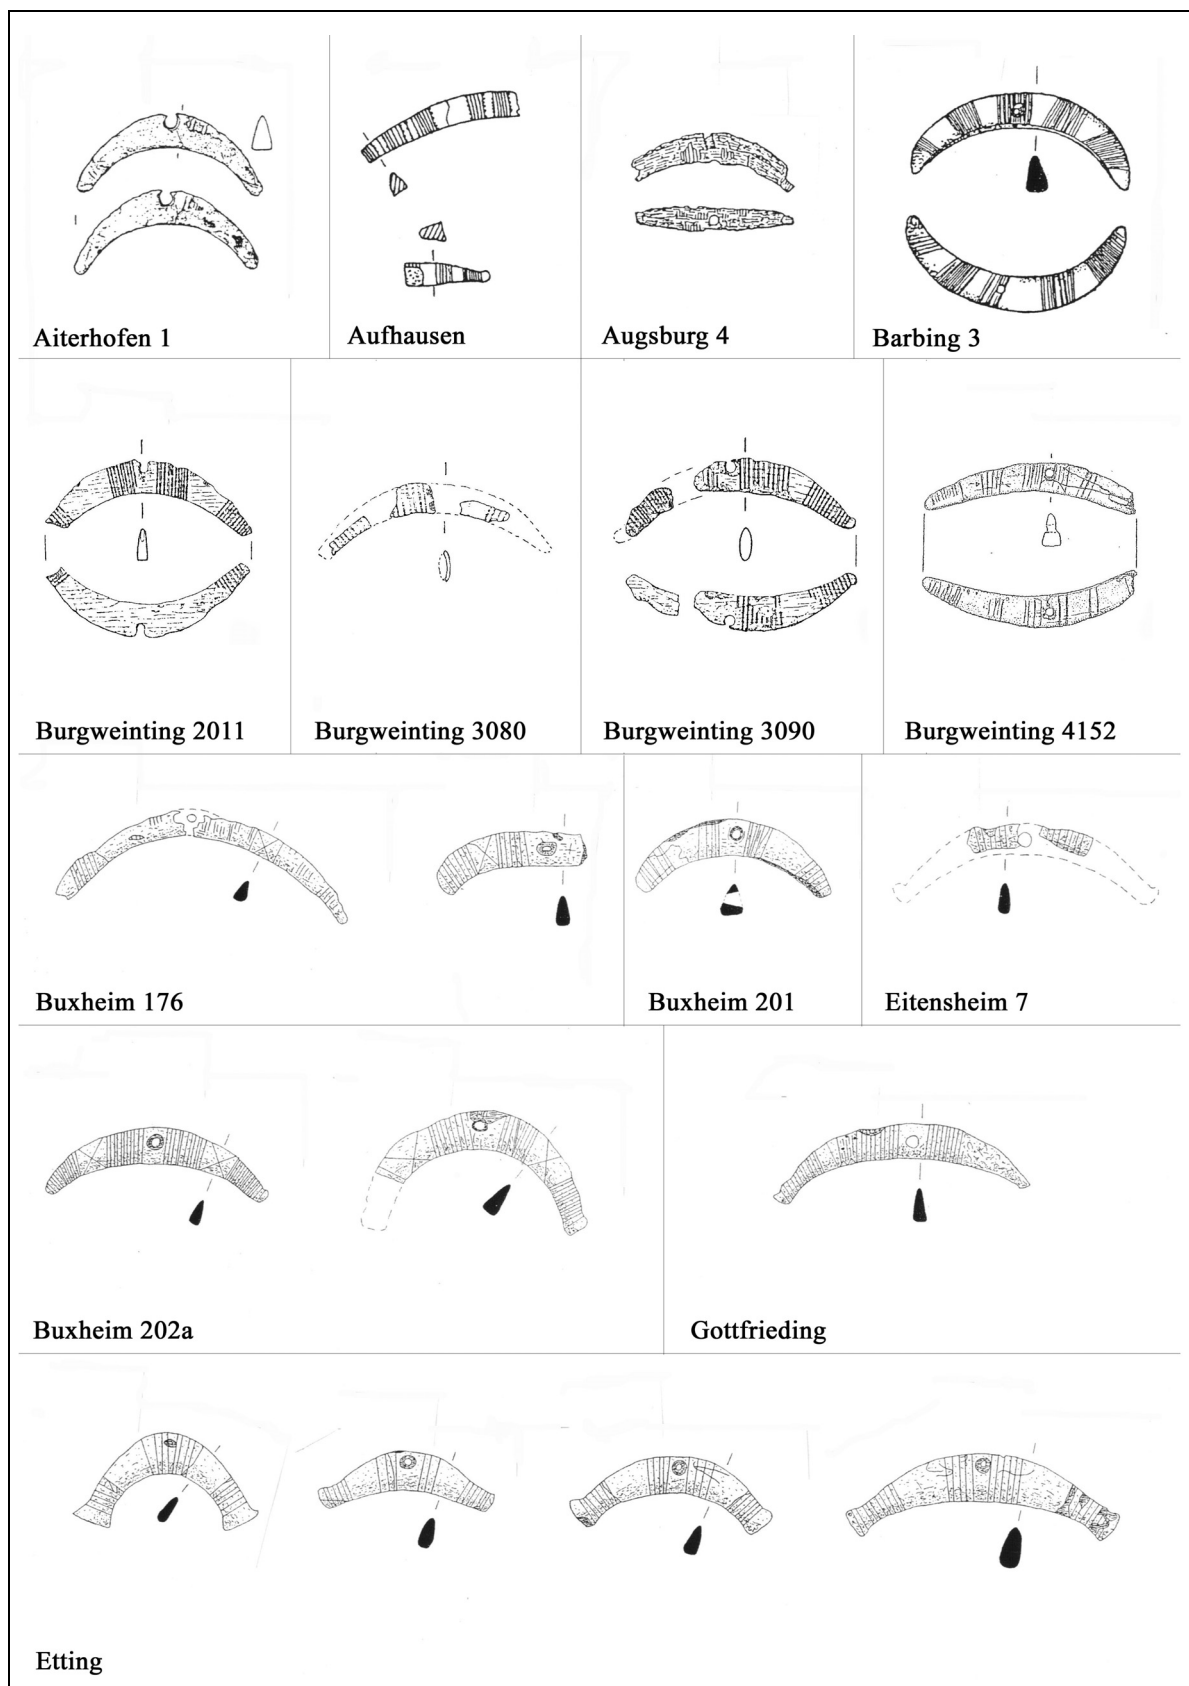 Aiterhofen 1
Aufhausen
Augsburg 4
Barbing 3
Burgweinting 2011
Burgweinting 3080
Burgweinting 3090
Burgweinting 4152
Buxheim 176
Buxheim 201
Eitensheim 7
Buxheim 202a
Gottfrieding
Etting